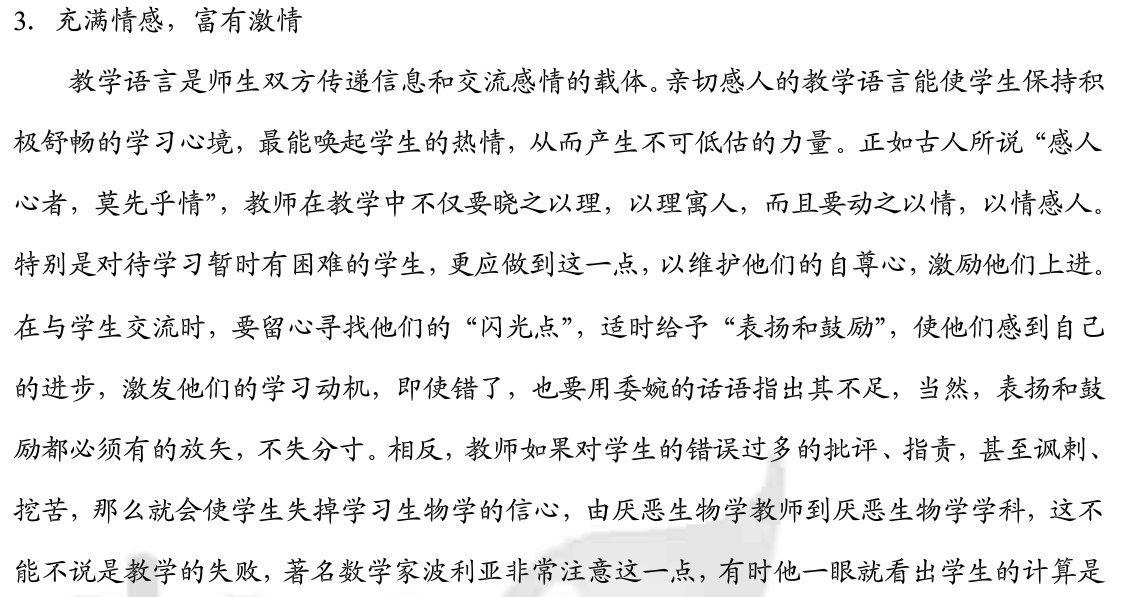 3. 充满情感，富有激情
教学语言是师生双方传递信息和交流感情的载体。亲切感人的教学语言能使学生保持积
极舒畅的学习心境，最能唤起学生的热情，从而产生不可低估的力量。正如古人所说“感人
心者，莫先乎情”，教师在教学中不仅要晓之以理，以理寓人，而且要动之以情，以情感人。
特别是对待学习暂时有困难的学生，更应做到这一点，以维护他们的自尊心，激励他们上进。
在与学生交流时，要留心寻找他们的“闪光点”，适时给予“表扬和鼓励”，使他们感到自己
的进步，激发他们的学习动机，即使错了，也要用委婉的话语指出其不足，当然，表扬和鼓
励都必须有的放矢，不失分寸。相反，教师如果对学生的错误过多的批评、指责，甚至讽刺、
挖苦，那么就会使学生失掉学习生物学的信心，由厌恶生物学教师到厌恶生物学学科，这不
能不说是教学的失败，著名数学家波利亚非常注意这一点，有时他一眼就看出学生的计算是